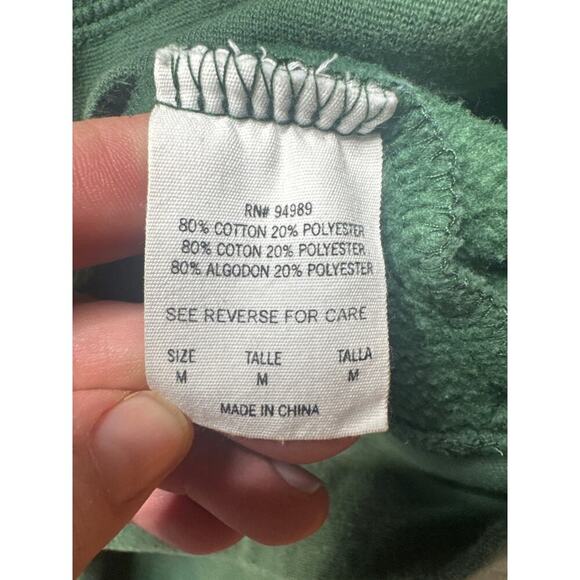 RN# 94989
80% COTTON 20% POLYESTER
80% COTON 20% POLYESTER
80% ALGODON 20% POLYESTER
SEE REVERSE FOR CARE
SIZE TALLE TALLA
M M M
MADE IN CHINA